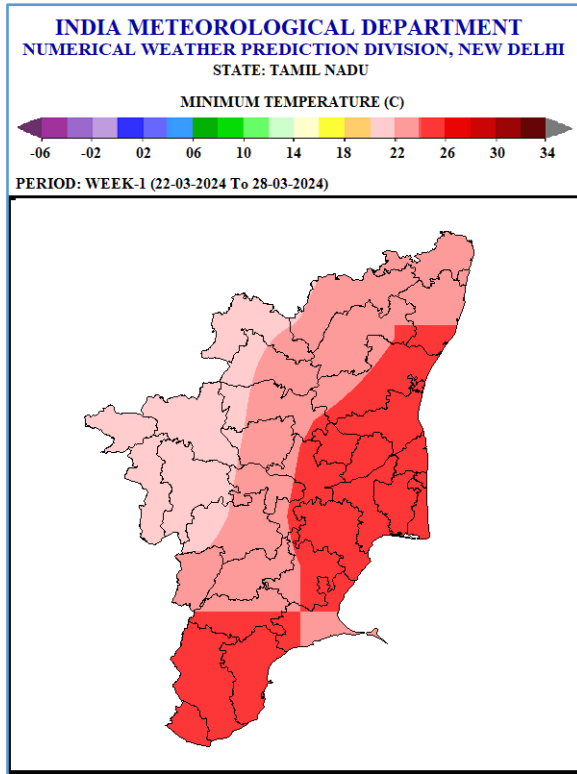 INDIA METEOROLOGICAL DEPARTMENT
NUMERICAL WEATHER PREDICTION DIVISION, NEW DELHI
STATE: TAMIL NADU
MINIMUM TEMPERATURE (C)
-06 -02 02 06 10 14 18 22 26 30 34
PERIOD: WEEK-1 (22-03-2024 To 28-03-2024)